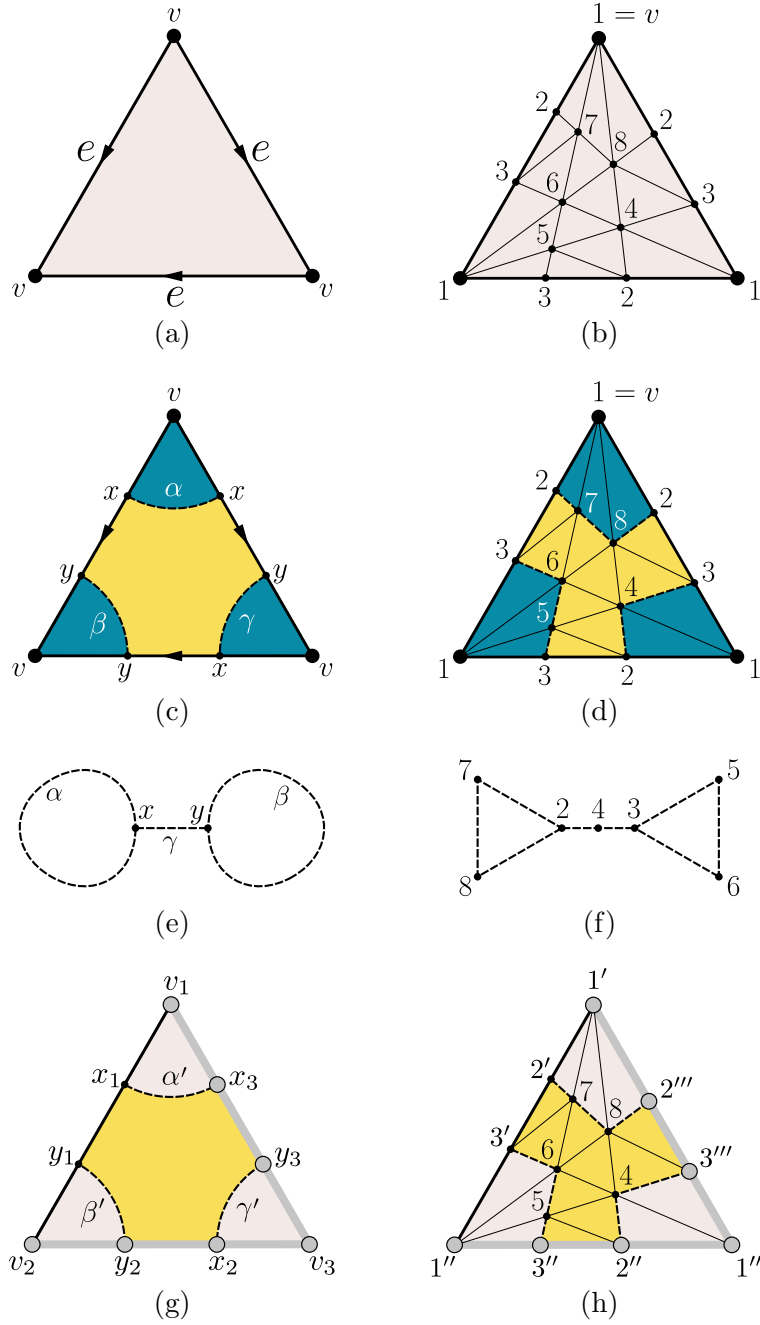 v
e e
v e v
(a)
1 = v
2
7
2
8
3
6
3
4
5
1 3 2 1
(b)
v
x α x
y y
β γ
v y x v
(c)
1 = v
2
7
2
8
3
6
3
4
5
1 3 2 1
(d)
α β
x y
γ
(e)
7 5
2 4 3
8 6
(f)
v₁
x₁ α′ x₃
y₁ y₃
β′ γ′
v₂ y₂ x₂ v₃
(g)
1′
2′
7
2‴
8
3′
6
3‴
4
5
1″ 3″ 2″ 1″
(h)